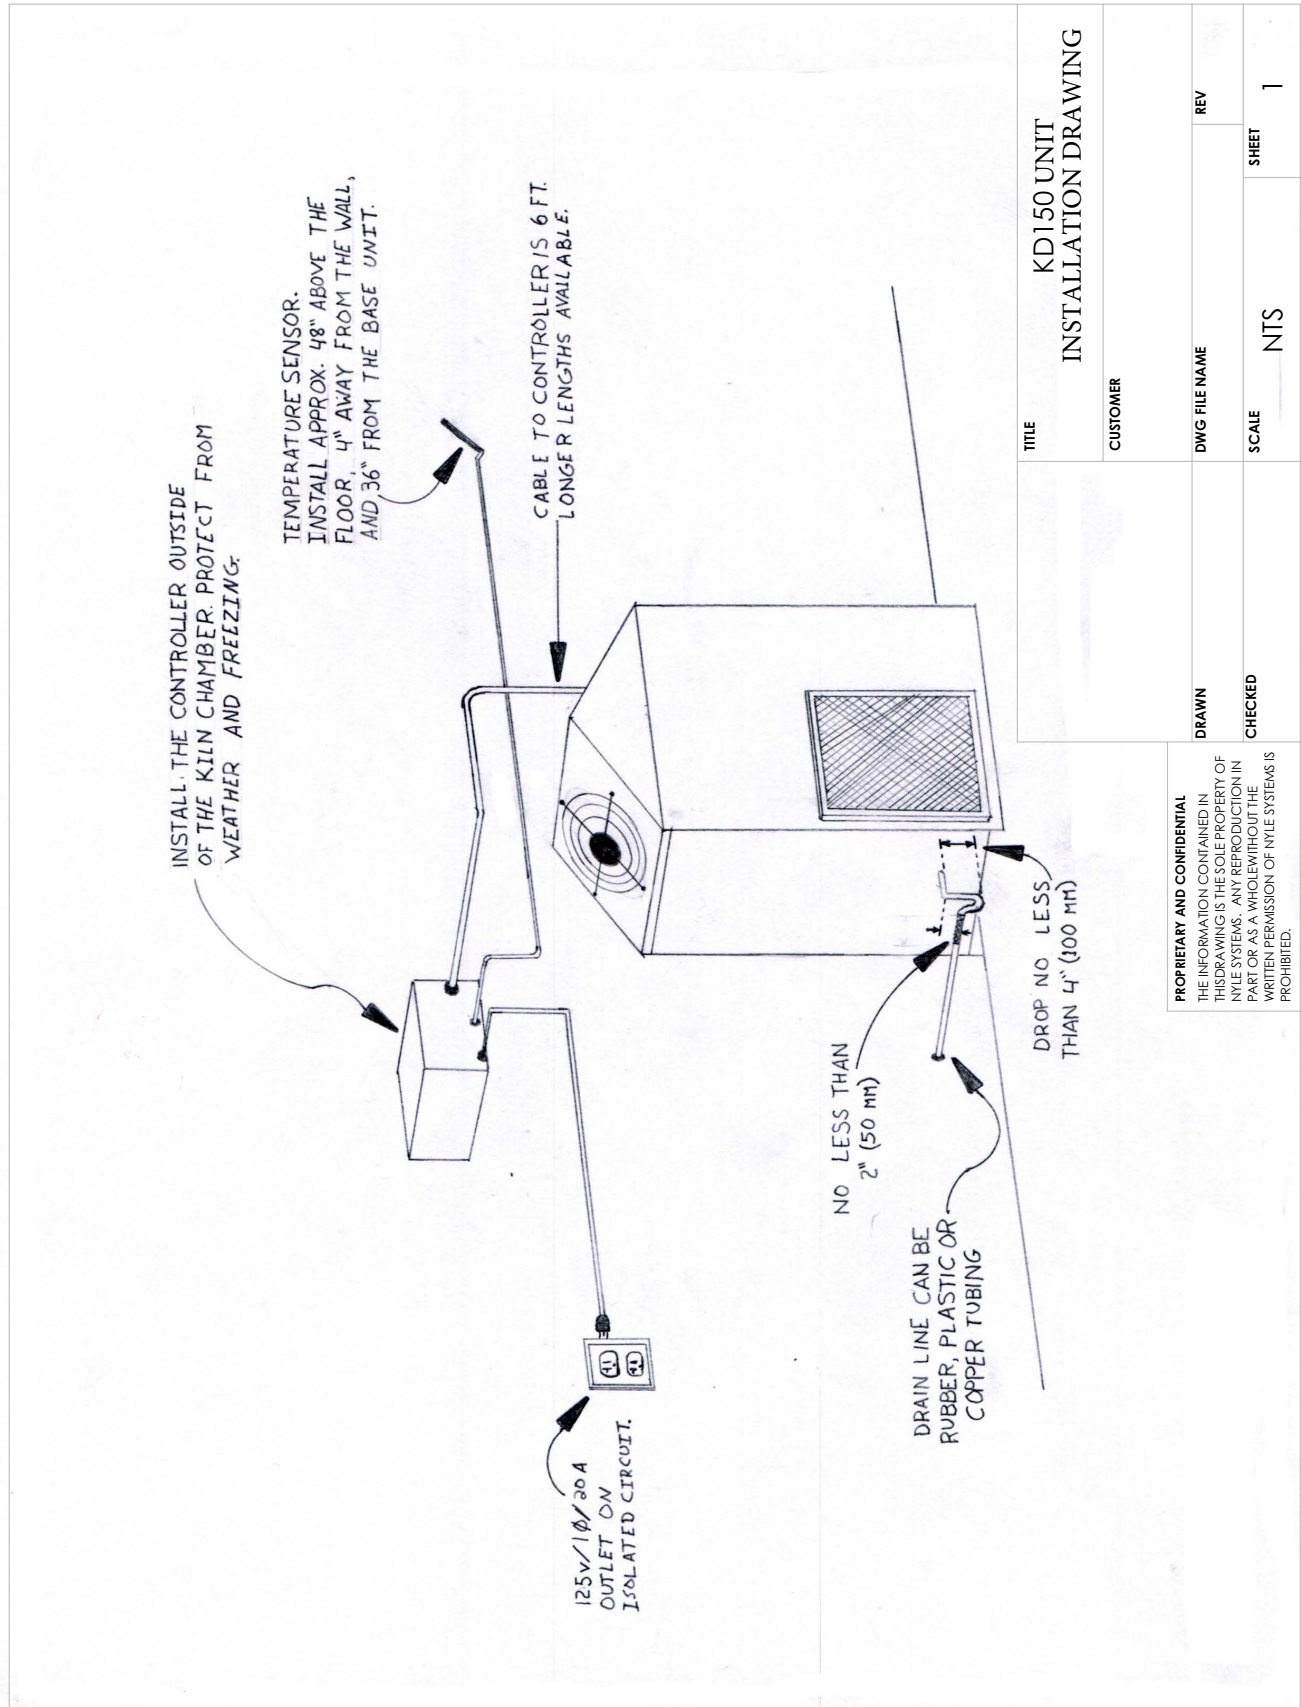 INSTALL THE CONTROLLER OUTSIDE
OF THE KILN CHAMBER. PROTECT FROM
WEATHER AND FREEZING.
TEMPERATURE SENSOR.
INSTALL APPROX. 48" ABOVE THE
FLOOR, 4" AWAY FROM THE WALL,
AND 36" FROM THE BASE UNIT.
CABLE TO CONTROLLER IS 6 FT.
LONGER LENGTHS AVAILABLE.
125V/1Ø/20A
OUTLET ON
ISOLATED CIRCUIT.
NO LESS THAN
2" (50 MM)
DRAIN LINE CAN BE
RUBBER, PLASTIC OR
COPPER TUBING
DROP NO LESS
THAN 4" (100 MM)
PROPRIETARY AND CONFIDENTIAL
THE INFORMATION CONTAINED IN
THISDRAWING IS THE SOLE PROPERTY OF
NYLE SYSTEMS. ANY REPRODUCTION IN
PART OR AS A WHOLEWITHOUT THE
WRITTEN PERMISSION OF NYLE SYSTEMS IS
PROHIBITED.
TITLE
KD150 UNIT
INSTALLATION DRAWING
CUSTOMER
DRAWN
DWG FILE NAME
REV
CHECKED
SCALE
NTS
SHEET
1